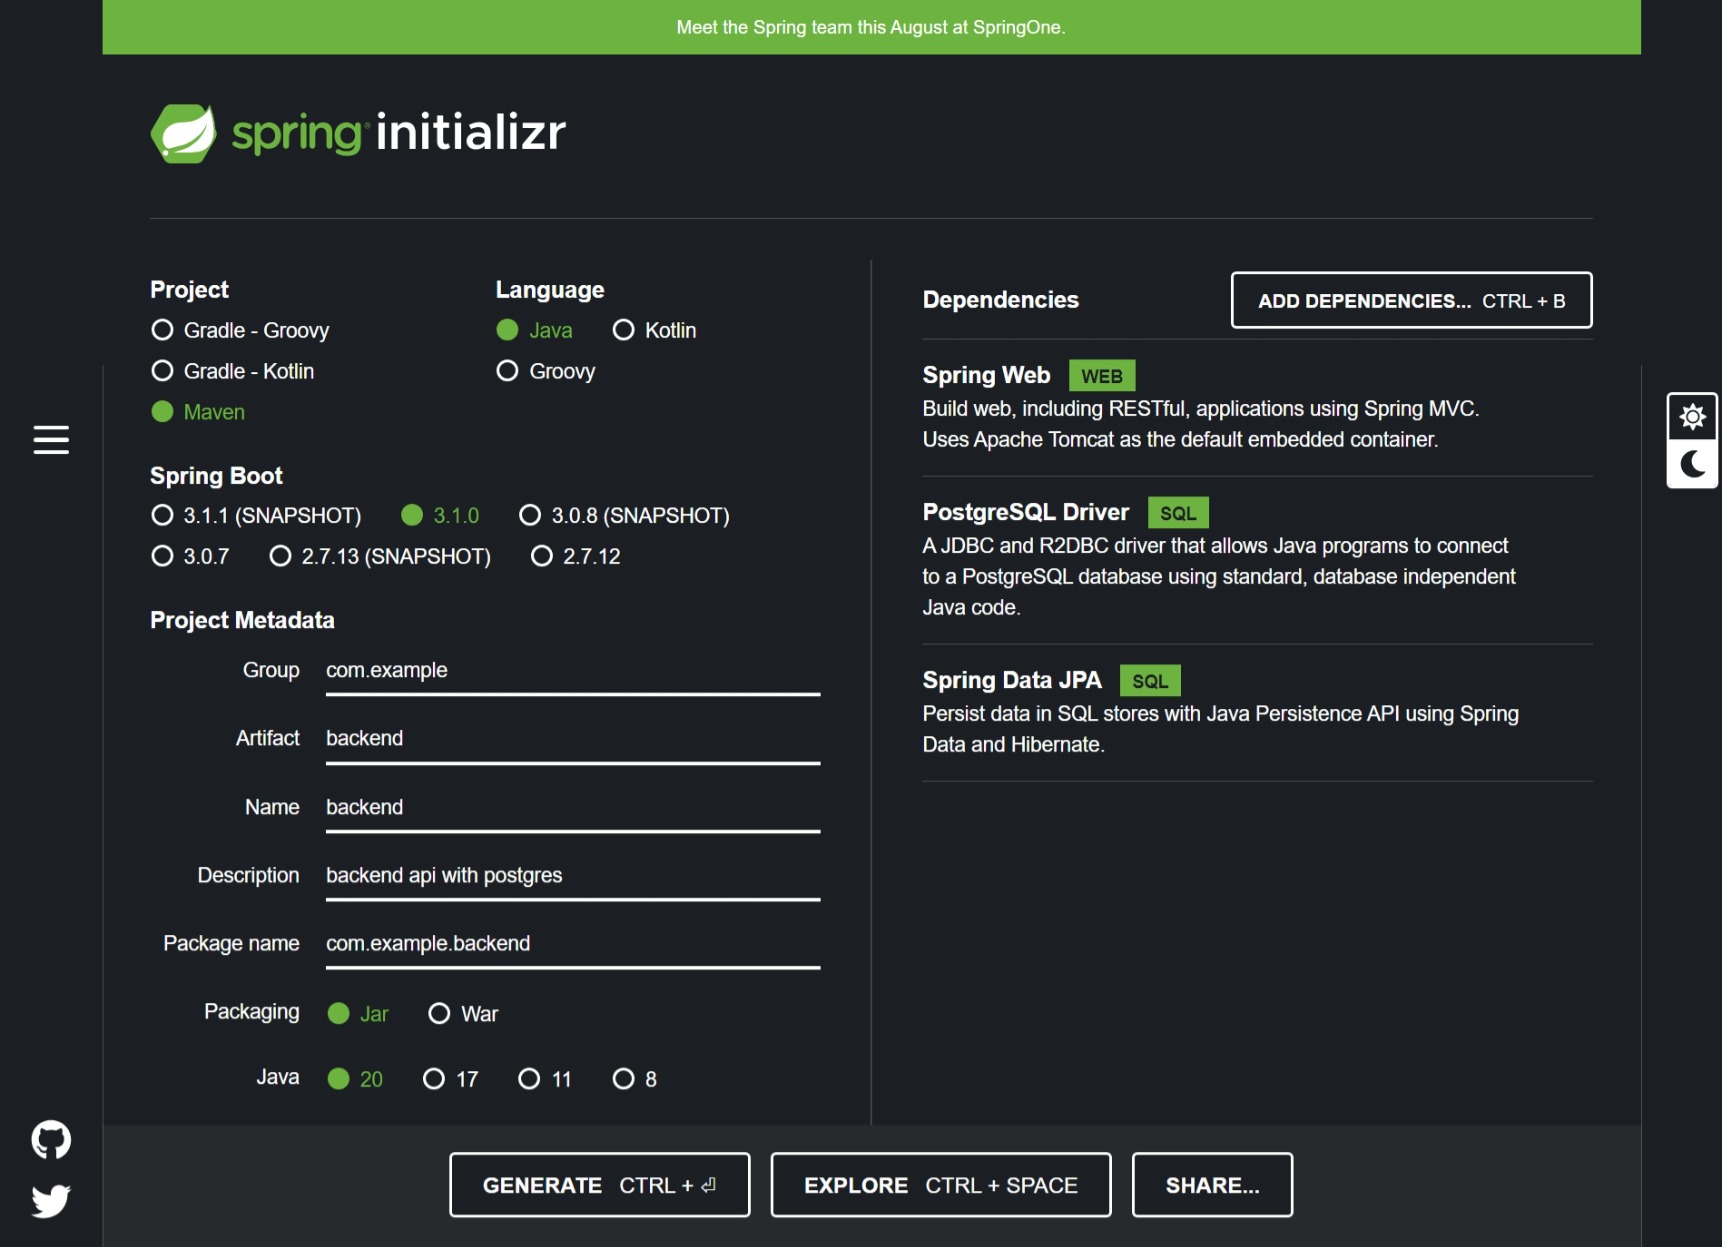 Meet the Spring team this August at SpringOne.
spring initializr
Project
Gradle - Groovy
Gradle - Kotlin
Maven
Language
Java Kotlin
Groovy
Spring Boot
3.1.1 (SNAPSHOT) 3.1.0 3.0.8 (SNAPSHOT)
3.0.7 2.7.13 (SNAPSHOT) 2.7.12
Project Metadata
Group com.example
Artifact backend
Name backend
Description backend api with postgres
Package name com.example.backend
Packaging Jar War
Java 20 17 11 8
Dependencies
ADD DEPENDENCIES... CTRL + B
Spring Web WEB
Build web, including RESTful, applications using Spring MVC.
Uses Apache Tomcat as the default embedded container.
PostgreSQL Driver SQL
A JDBC and R2DBC driver that allows Java programs to connect
to a PostgreSQL database using standard, database independent
Java code.
Spring Data JPA SQL
Persist data in SQL stores with Java Persistence API using Spring
Data and Hibernate.
GENERATE CTRL + ⏎
EXPLORE CTRL + SPACE
SHARE...